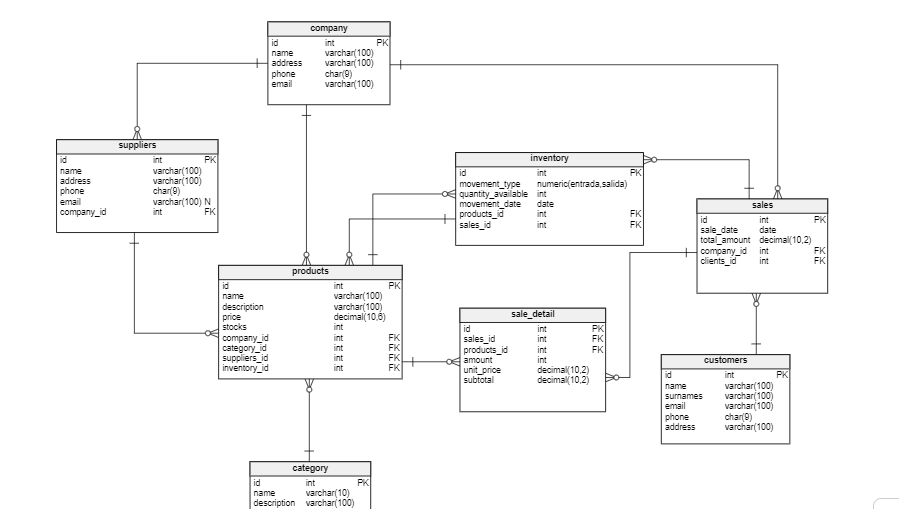 company
id int PK
name varchar(100)
address varchar(100)
phone char(9)
email varchar(100)
suppliers
id int PK
name varchar(100)
address varchar(100)
phone char(9)
email varchar(100) N
company_id int FK
inventory
id int PK
movement_type numeric(entrada,salida)
quantity_available int
movement_date date
products_id int FK
sales_id int FK
sales
id int PK
sale_date date
total_amount decimal(10,2)
company_id int FK
clients_id int FK
products
id int PK
name varchar(100)
description varchar(100)
price decimal(10,6)
stocks int
company_id int FK
category_id int FK
suppliers_id int FK
inventory_id int FK
sale_detail
id int PK
sales_id int FK
products_id int FK
amount int
unit_price decimal(10,2)
subtotal decimal(10,2)
customers
id int PK
name varchar(100)
surnames varchar(100)
email varchar(100)
phone char(9)
address varchar(100)
category
id int PK
name varchar(10)
description varchar(100)